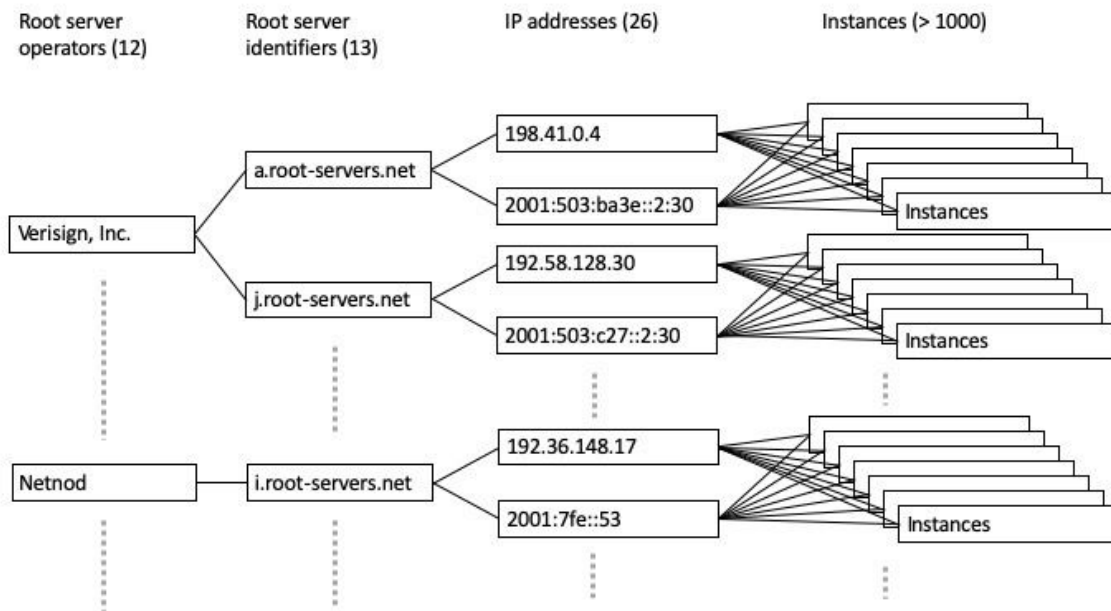 Root server
operators (12)
Root server
identifiers (13)
IP addresses (26)
Instances (> 1000)
198.41.0.4
a.root-servers.net
2001:503:ba3e::2:30
Instances
Verisign, Inc.
192.58.128.30
j.root-servers.net
2001:503:c27::2:30
Instances
192.36.148.17
Netnod
i.root-servers.net
2001:7fe::53
Instances